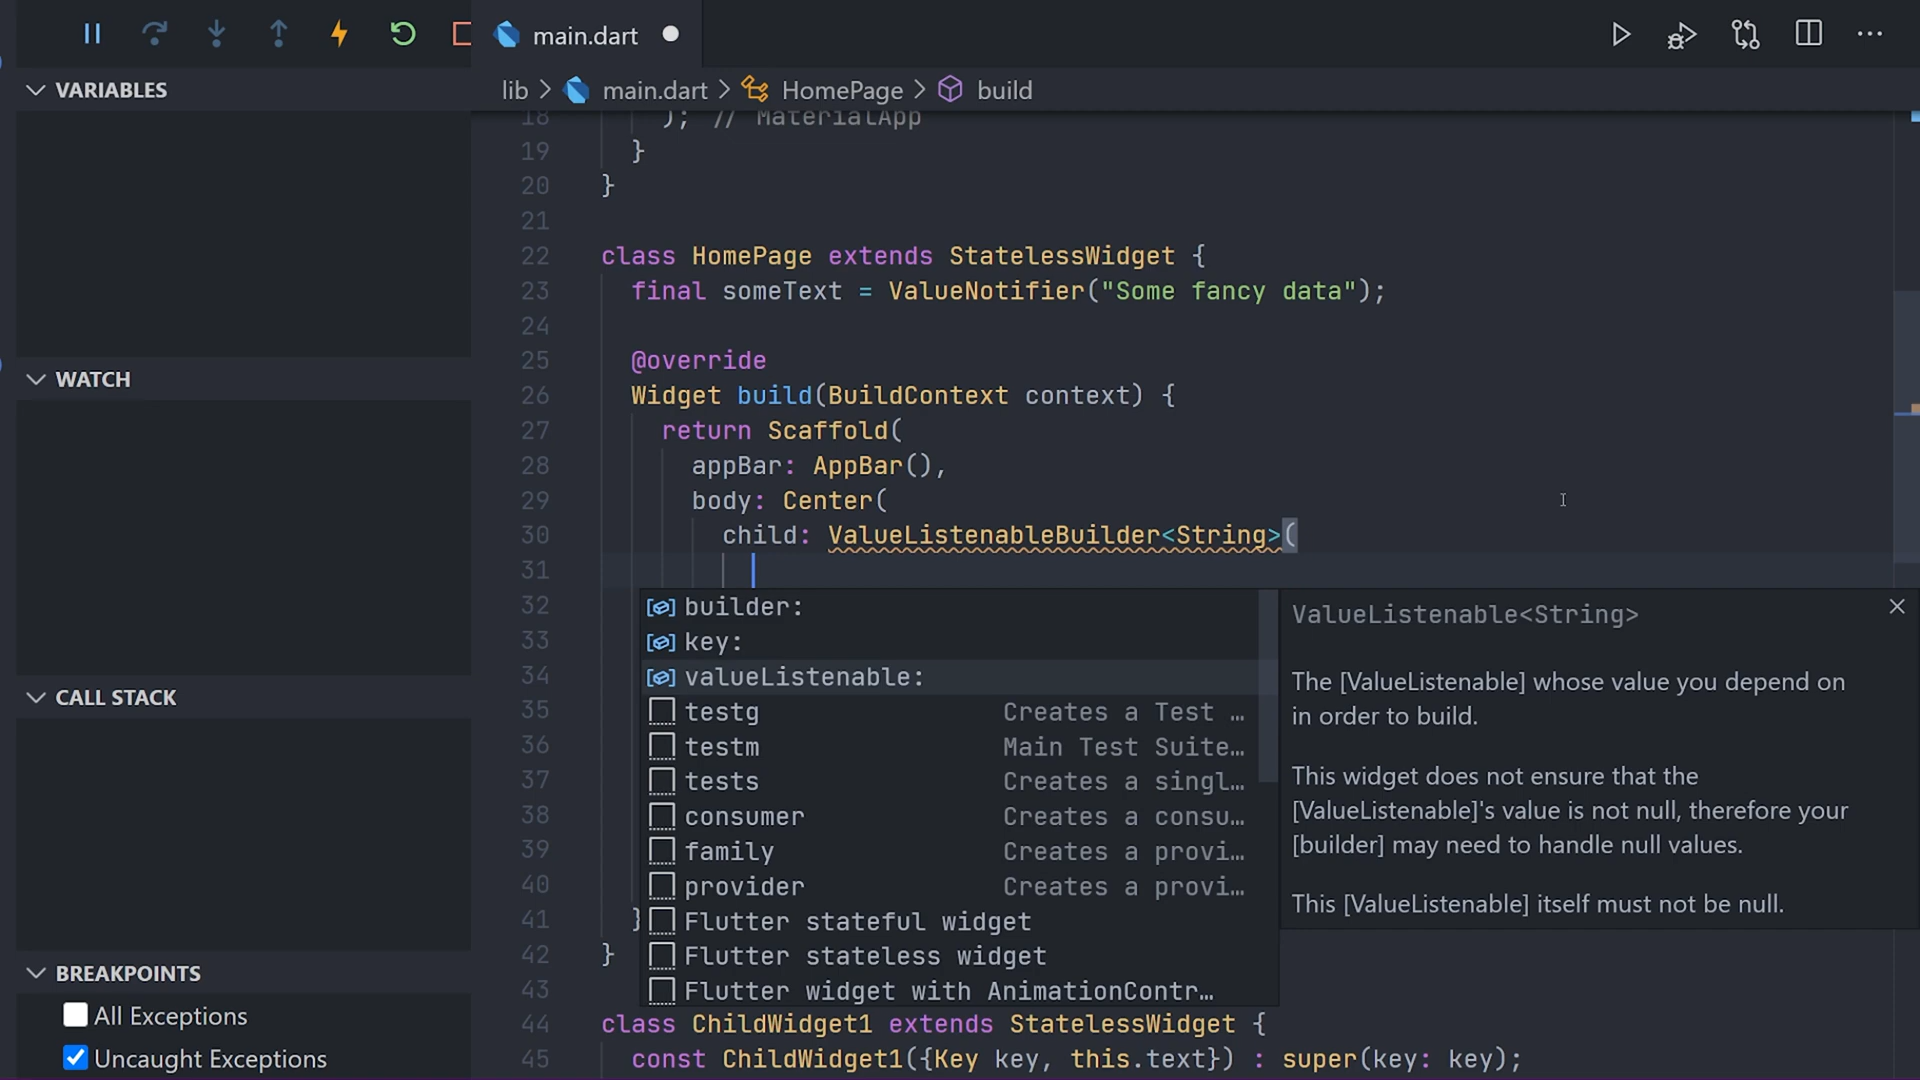 main.dart
lib > main.dart > HomePage > build
VARIABLES
WATCH
CALL STACK
BREAKPOINTS
All Exceptions
Uncaught Exceptions
18 ); // MaterialApp
19 }
20 }
21
22 class HomePage extends StatelessWidget {
23 final someText = ValueNotifier("Some fancy data");
24
25 @override
26 Widget build(BuildContext context) {
27 return Scaffold(
28 appBar: AppBar(),
29 body: Center(
30 child: ValueListenableBuilder<String>(
31
32
33
34
35
36
37
38
39
40
41 }
42 }
43
44 class ChildWidget1 extends StatelessWidget {
45 const ChildWidget1({Key key, this.text}) : super(key: key);
builder:
key:
valueListenable:
testg Creates a Test …
testm Main Test Suite…
tests Creates a singl…
consumer Creates a consu…
family Creates a provi…
provider Creates a provi…
Flutter stateful widget
Flutter stateless widget
Flutter widget with AnimationContr…
ValueListenable<String>
The [ValueListenable] whose value you depend on
in order to build.
This widget does not ensure that the
[ValueListenable]'s value is not null, therefore your
[builder] may need to handle null values.
This [ValueListenable] itself must not be null.